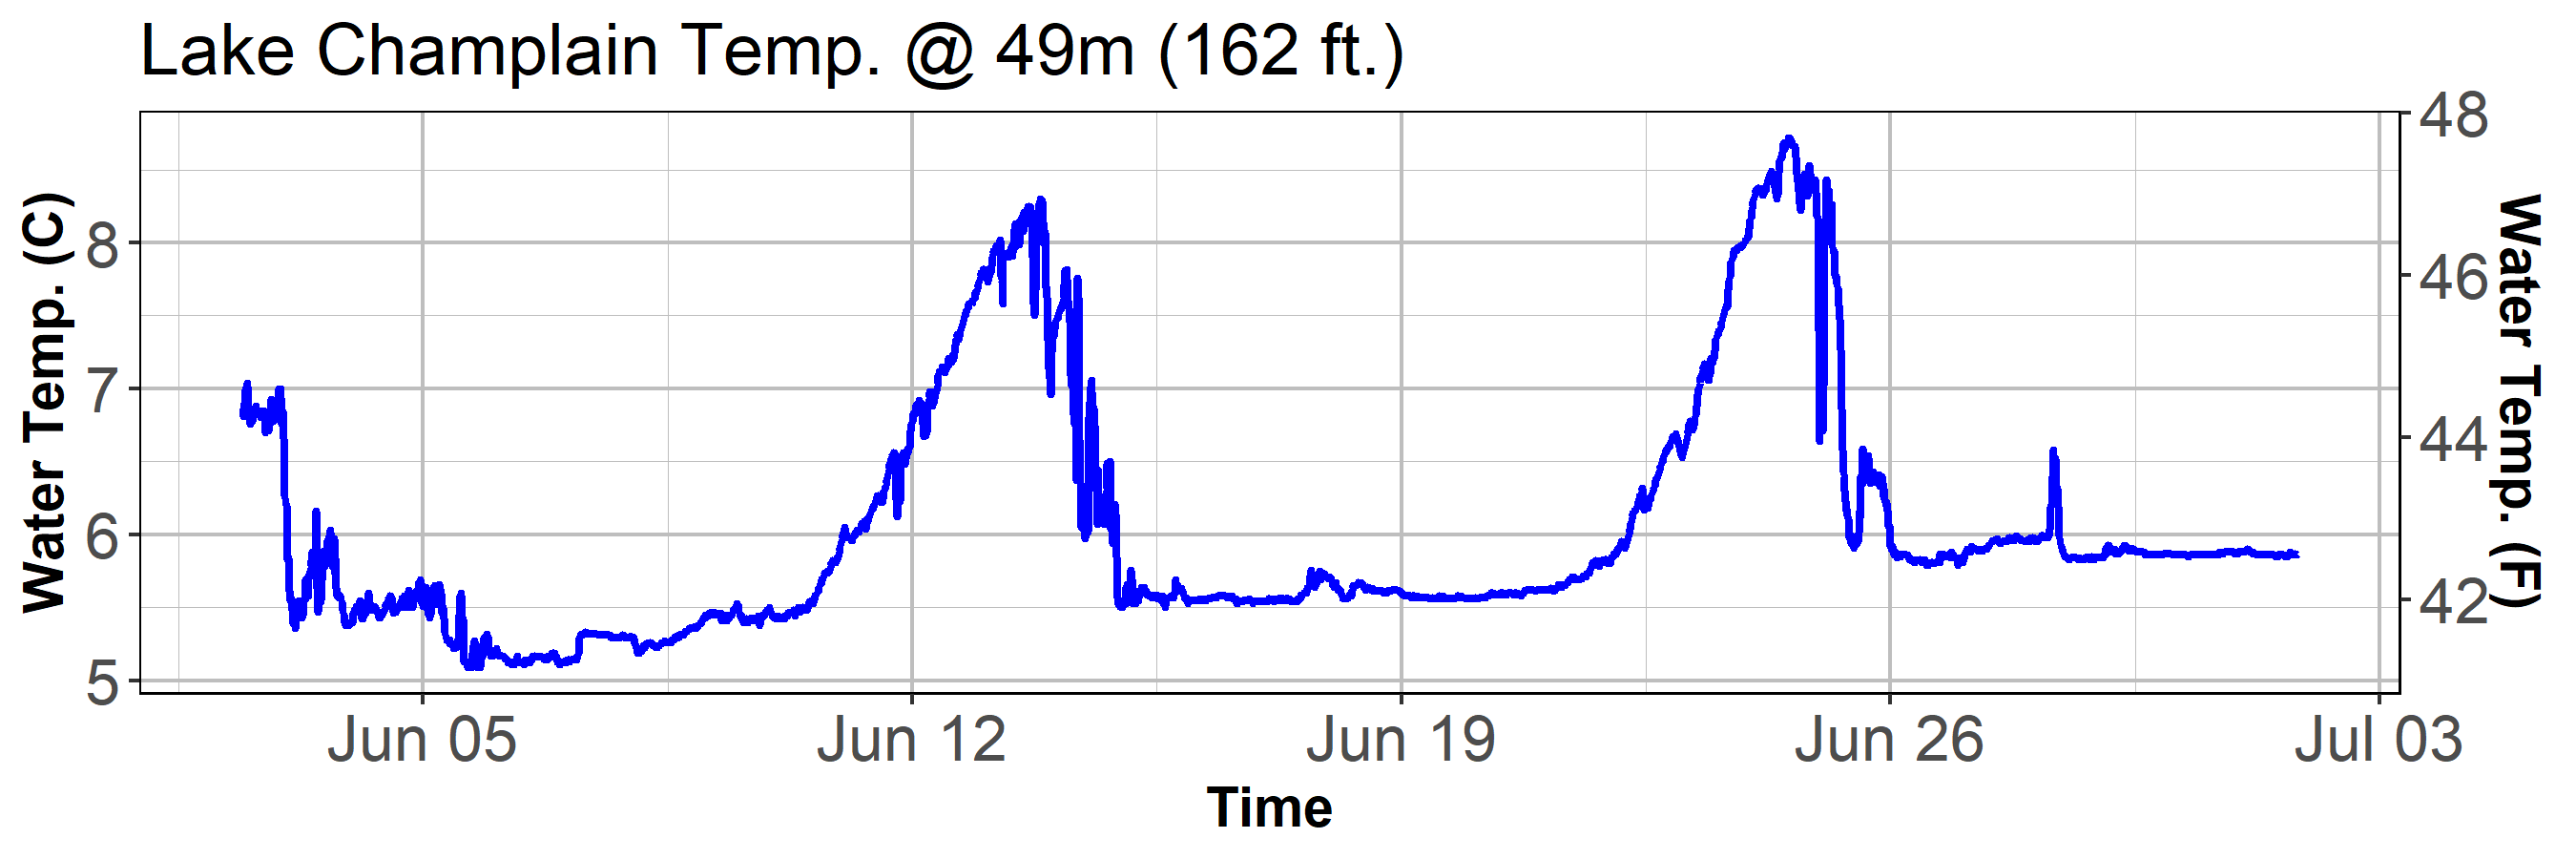 Lake Champlain Temp. @ 49m (162 ft.)
Water Temp. (C)
8
7
6
5
48
46
44
42
Water Temp. (F)
Jun 05 Jun 12 Jun 19 Jun 26 Jul 03
Time